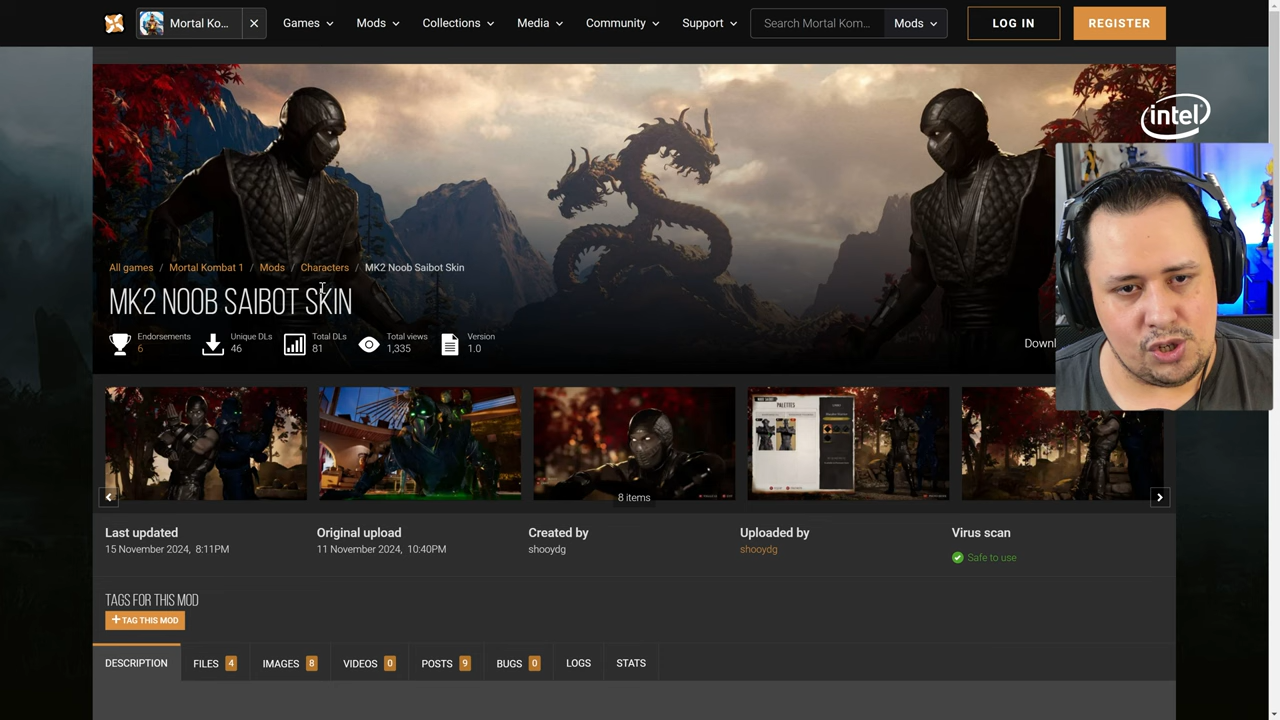 Mortal Ko...
Games
Mods
Collections
Media
Community
Support
Search Mortal Kom...
Mods
LOG IN
REGISTER
intel
All games / Mortal Kombat 1 / Mods / Characters / MK2 Noob Saibot Skin
MK2 NOOB SAIBOT SKIN
Endorsements
6
Unique DLs
46
Total DLs
81
Total views
1,335
Version
1.0
Downl
PALETTES
8 items
Last updated
15 November 2024, 8:11PM
Original upload
11 November 2024, 10:40PM
Created by
shooydg
Uploaded by
shooydg
Virus scan
Safe to use
TAGS FOR THIS MOD
+ TAG THIS MOD
DESCRIPTION
FILES 4
IMAGES 8
VIDEOS 0
POSTS 9
BUGS 0
LOGS
STATS